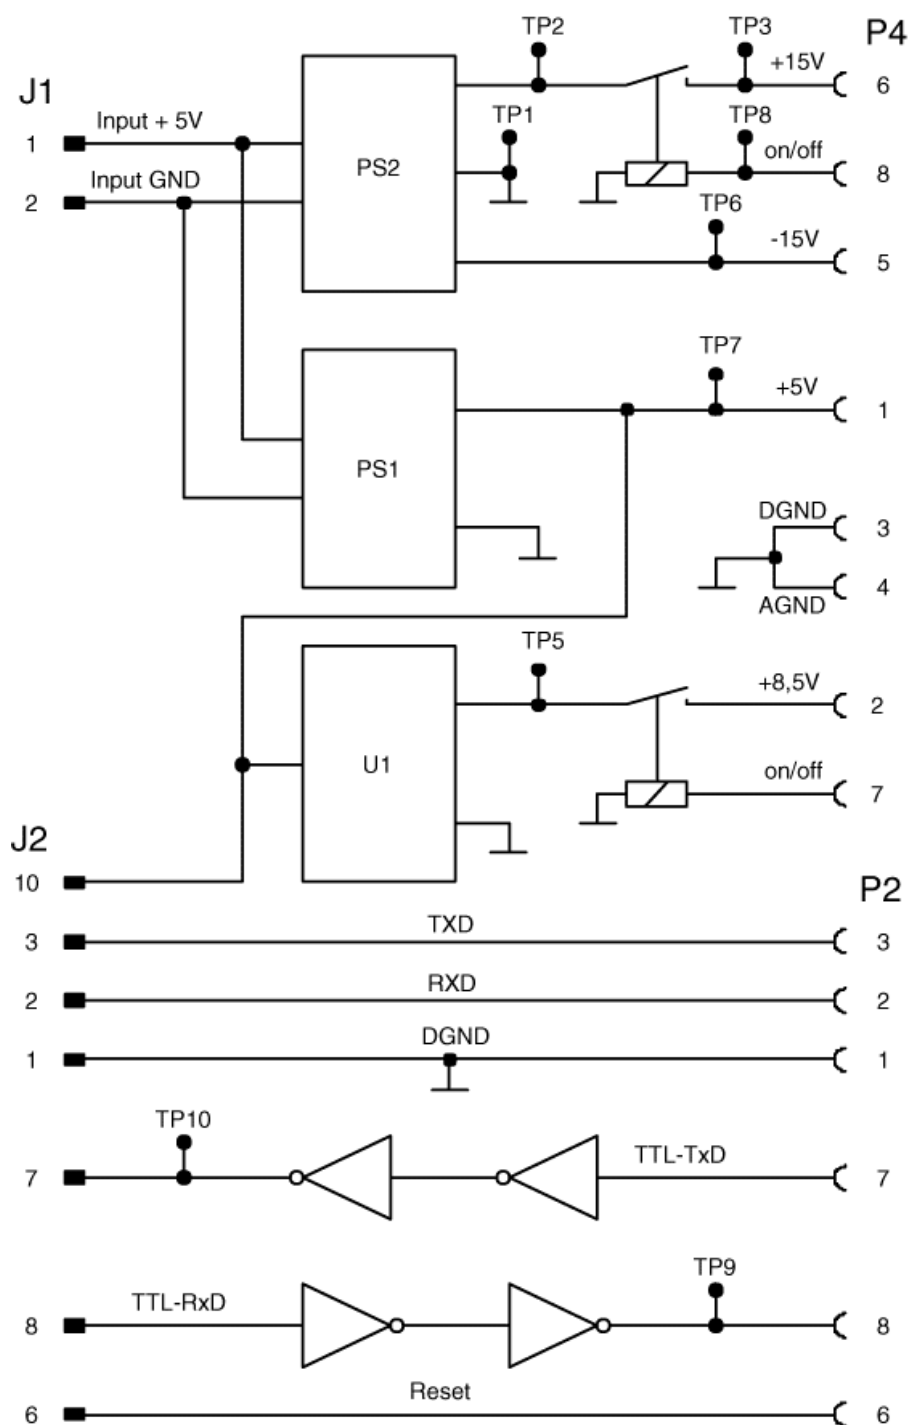 TP2 TP3 P4
+15V
J1 6
Input + 5V TP1 TP8
1 on/off
PS2 8
Input GND
2 TP6
-15V
5
TP7
+5V
1
PS1
DGND
3
4
AGND
TP5
+8,5V
2
U1 on/off
7
J2
10 P2
TXD
3 3
RXD
2 2
DGND
1 1
TP10
TTL-TxD
7 7
TP9
TTL-RxD
8 8
Reset
6 6